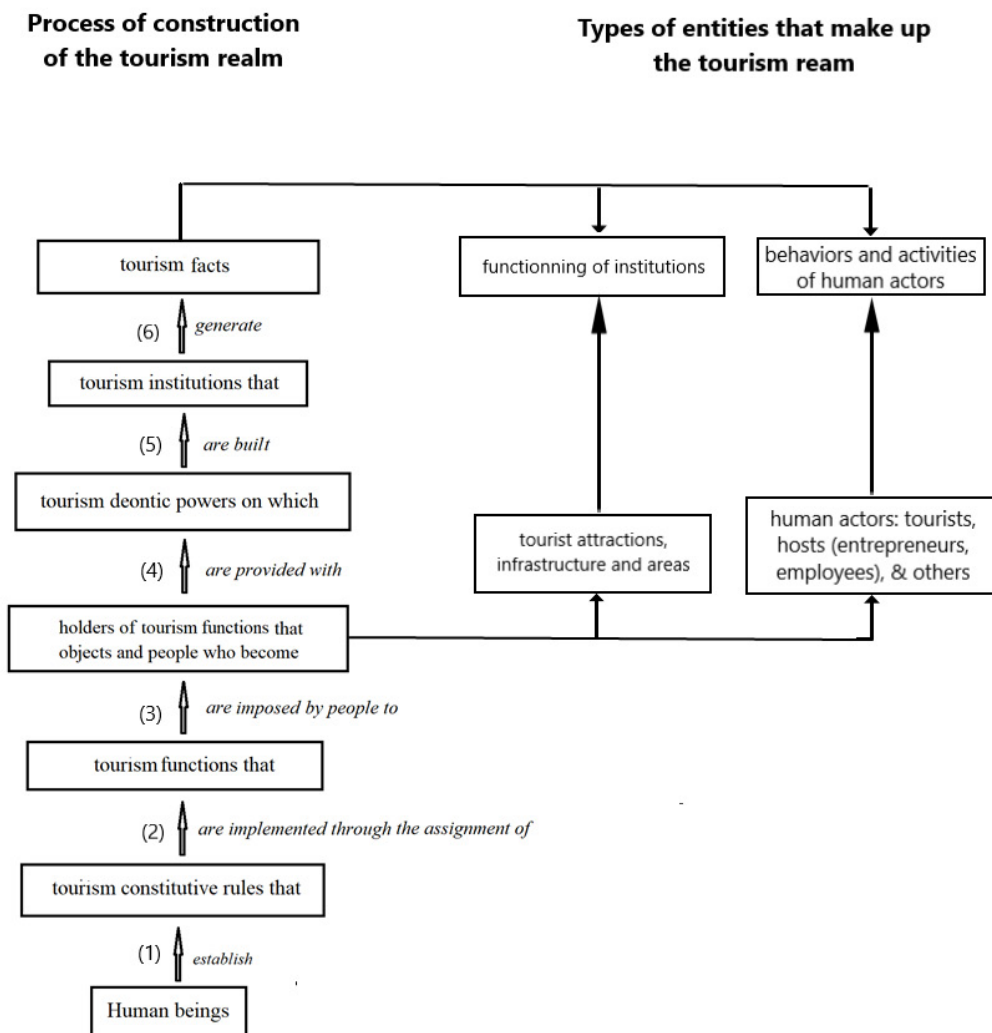 Process of construction
of the tourism realm
Types of entities that make up
the tourism ream
tourism facts
functionning of institutions
behaviors and activities
of human actors
(6)
generate
tourism institutions that
(5)
are built
tourism deontic powers on which
tourist attractions,
infrastructure and areas
human actors: tourists,
hosts (entrepreneurs,
employees), & others
(4)
are provided with
holders of tourism functions that
objects and people who become
(3)
are imposed by people to
tourism functions that
(2)
are implemented through the assignment of
tourism constitutive rules that
(1)
establish
Human beings